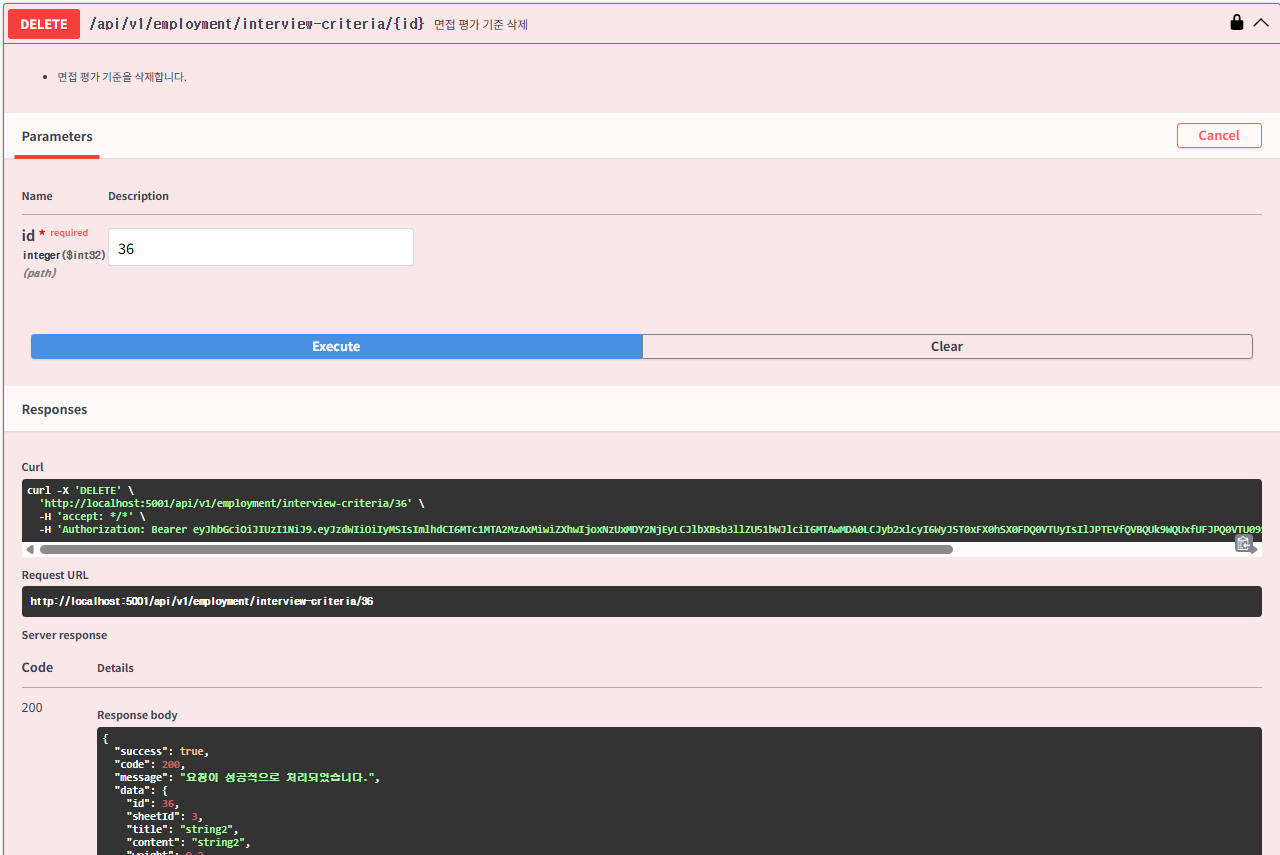 DELETE /api/v1/employment/interview-criteria/{id} 면접 평가 기준 삭제
면접 평가 기준을 삭제합니다.
Parameters
Cancel
Name Description
id * required
integer($int32)
(path)
36
Execute Clear
Responses
Curl
curl -X 'DELETE' \
'http://localhost:5001/api/v1/employment/interview-criteria/36' \
-H 'accept: */*' \
-H 'Authorization: Bearer
Request URL
http://localhost:5001/api/v1/employment/interview-criteria/36
Server response
Code Details
200
Response body
{
"success": true,
"code": 200,
"message": "요청이 성공적으로 처리되었습니다.",
"data": {
"id": 36,
"sheetId": 3,
"title": "string2",
"content": "string2",